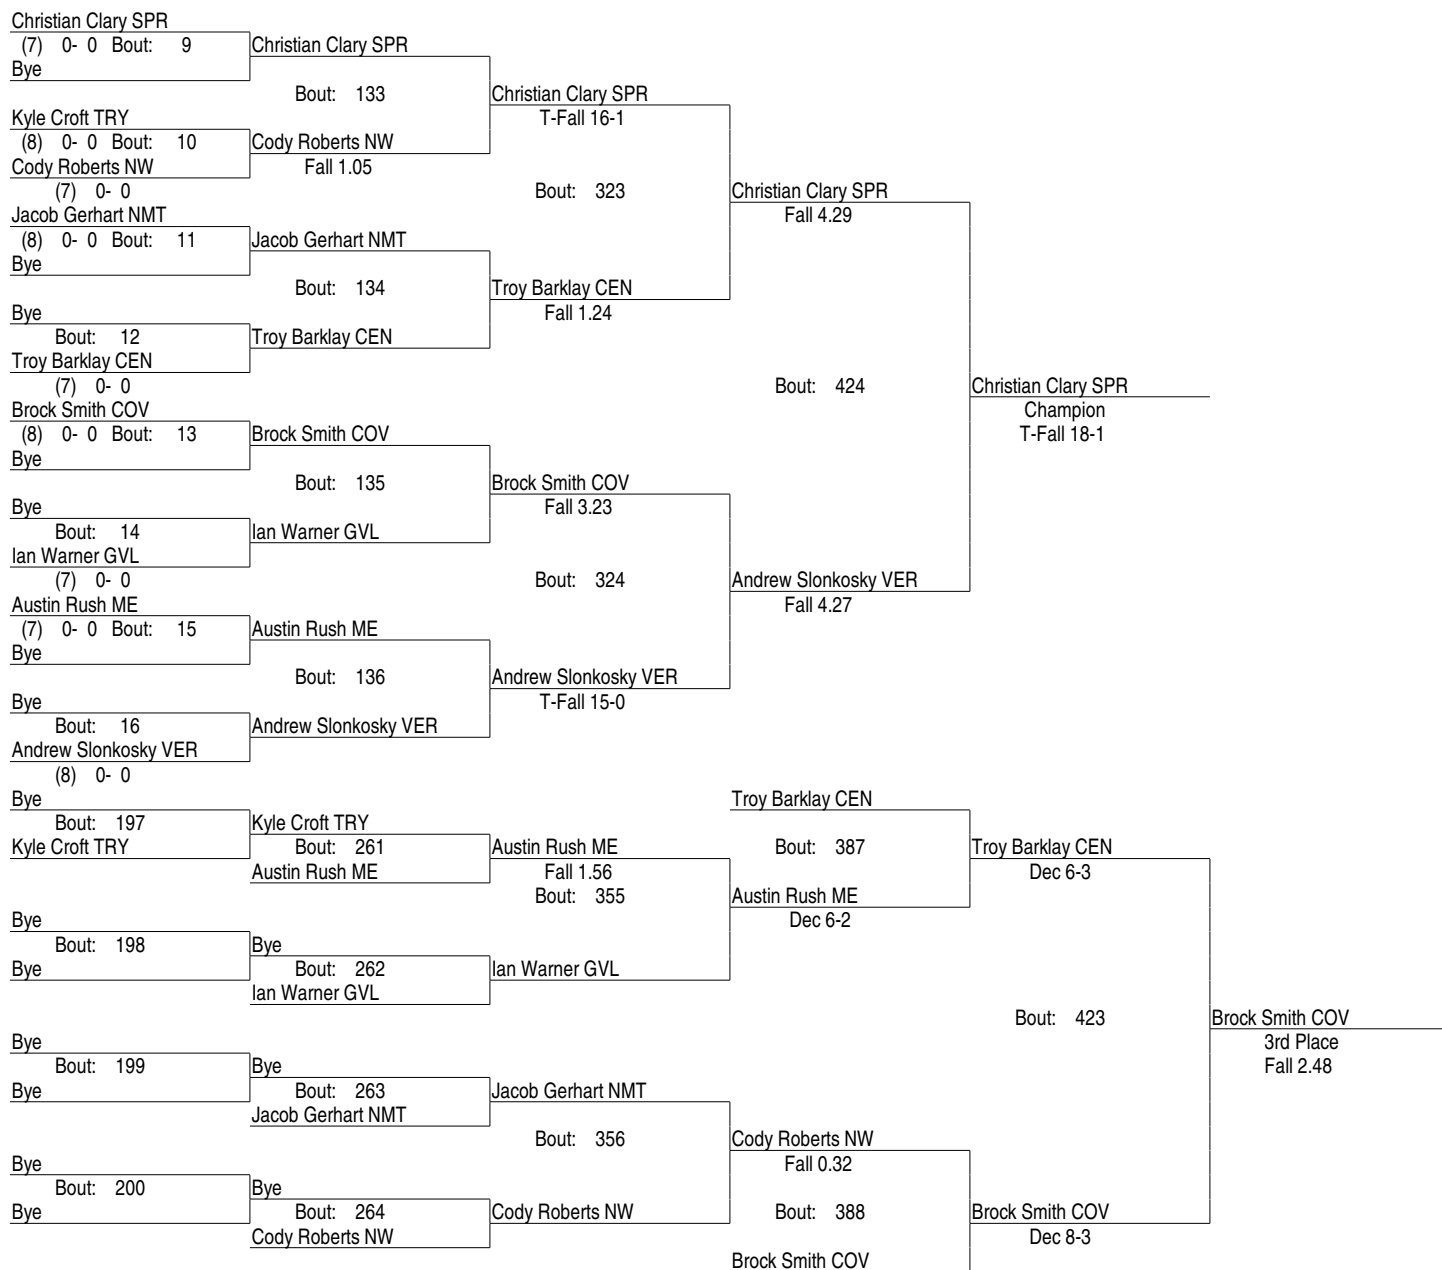 Christian Clary SPR
(7) 0- 0 Bout: 9 Christian Clary SPR
Bye
Bout: 133 Christian Clary SPR
Kyle Croft TRY T-Fall 16-1
(8) 0- 0 Bout: 10 Cody Roberts NW
Cody Roberts NW Fall 1.05
(7) 0- 0 Bout: 323 Christian Clary SPR
Jacob Gerhart NMT Fall 4.29
(8) 0- 0 Bout: 11 Jacob Gerhart NMT
Bye
Bout: 134 Troy Barklay CEN
Bye Fall 1.24
Bout: 12 Troy Barklay CEN
Troy Barklay CEN
(7) 0- 0 Bout: 424 Christian Clary SPR
Brock Smith COV Champion
(8) 0- 0 Bout: 13 Brock Smith COV T-Fall 18-1
Bye
Bout: 135 Brock Smith COV
Bye Fall 3.23
Bout: 14 Ian Warner GVL
Ian Warner GVL
(7) 0- 0 Bout: 324 Andrew Slonkosky VER
Austin Rush ME Fall 4.27
(7) 0- 0 Bout: 15 Austin Rush ME
Bye
Bout: 136 Andrew Slonkosky VER
Bye T-Fall 15-0
Bout: 16 Andrew Slonkosky VER
Andrew Slonkosky VER
(8) 0- 0
Bye Troy Barklay CEN
Bout: 197 Kyle Croft TRY
Kyle Croft TRY Bout: 261 Austin Rush ME Bout: 387 Troy Barklay CEN
Austin Rush ME Fall 1.56 Dec 6-3
Bout: 355 Austin Rush ME
Bye Dec 6-2
Bout: 198 Bye
Bye Bout: 262 Ian Warner GVL
Ian Warner GVL
Bout: 423 Brock Smith COV
Bye 3rd Place
Bout: 199 Bye Fall 2.48
Bye Bout: 263 Jacob Gerhart NMT
Jacob Gerhart NMT
Bout: 356 Cody Roberts NW
Bye Fall 0.32
Bout: 200 Bye
Bye Bout: 264 Cody Roberts NW Bout: 388 Brock Smith COV
Cody Roberts NW Dec 8-3
Brock Smith COV